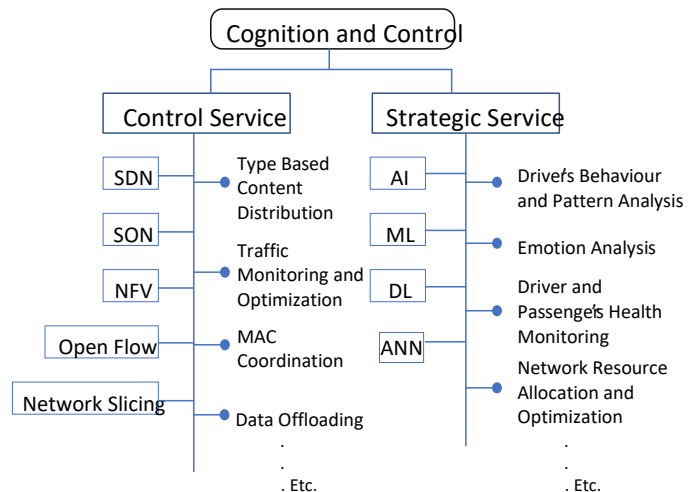 Cognition and Control
Control Service
SDN
SON
NFV
Open Flow
Network Slicing
Type Based
Content
Distribution
Traffic
Monitoring and
Optimization
MAC
Coordination
Data Offloading
.
.
. Etc.
Strategic Service
AI
ML
DL
ANN
Driver's Behaviour
and Pattern Analysis
Emotion Analysis
Driver and
Passenger's Health
Monitoring
Network Resource
Allocation and
Optimization
.
.
. Etc.